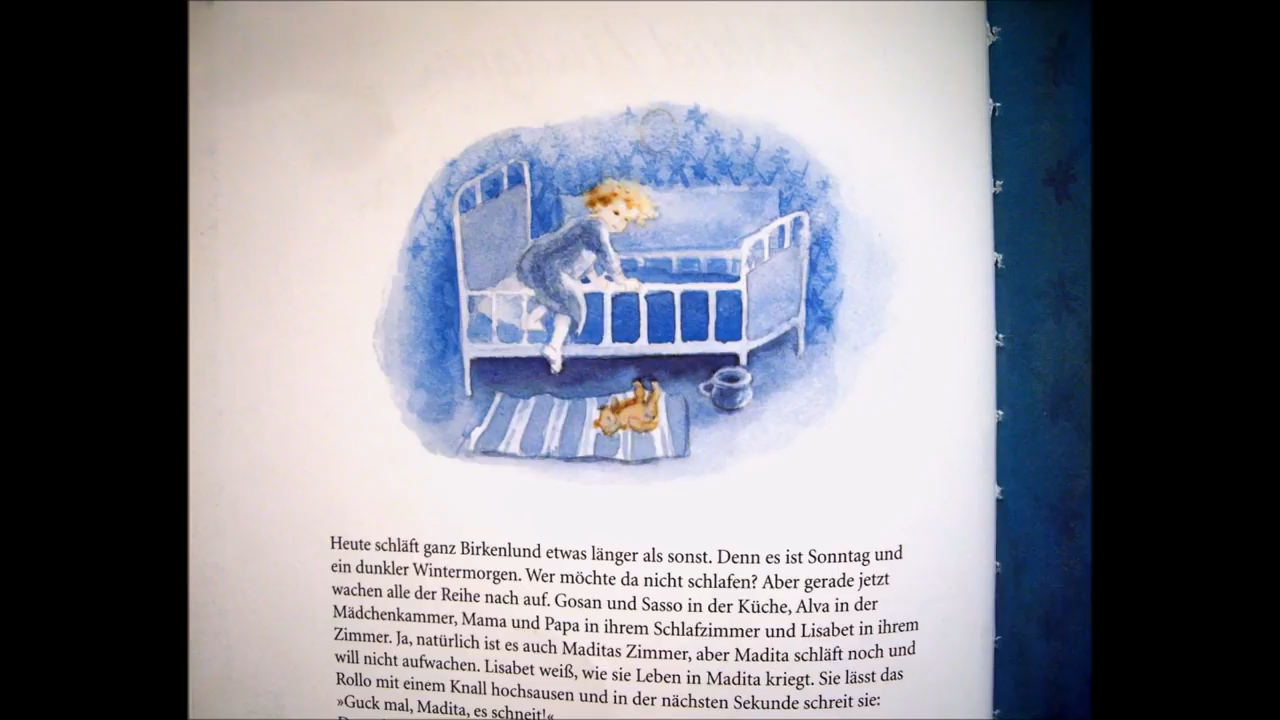 Heute schläft ganz Birkenlund etwas länger als sonst. Denn es ist Sonntag und
ein dunkler Wintermorgen. Wer möchte da nicht schlafen? Aber gerade jetzt
wachen alle der Reihe nach auf. Gosan und Sasso in der Küche, Alva in der
Mädchenkammer, Mama und Papa in ihrem Schlafzimmer und Lisabet in ihrem
Zimmer. Ja, natürlich ist es auch Maditas Zimmer, aber Madita schläft noch und
will nicht aufwachen. Lisabet weiß, wie sie Leben in Madita kriegt. Sie lässt das
Rollo mit einem Knall hochsausen und in der nächsten Sekunde schreit sie:
»Guck mal, Madita, es schneit!«